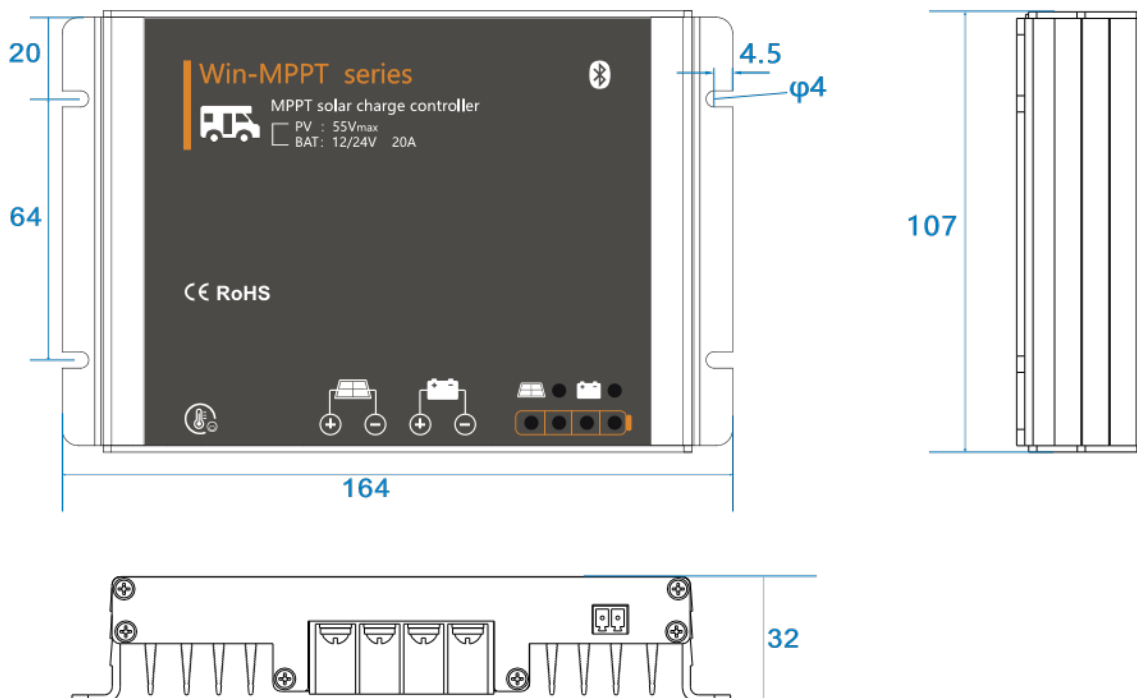 20
Win-MPPT series
4.5
φ4
MPPT solar charge controller
PV : 55Vmax
BAT: 12/24V 20A
64
107
CE RoHS
+ − + −
164
32